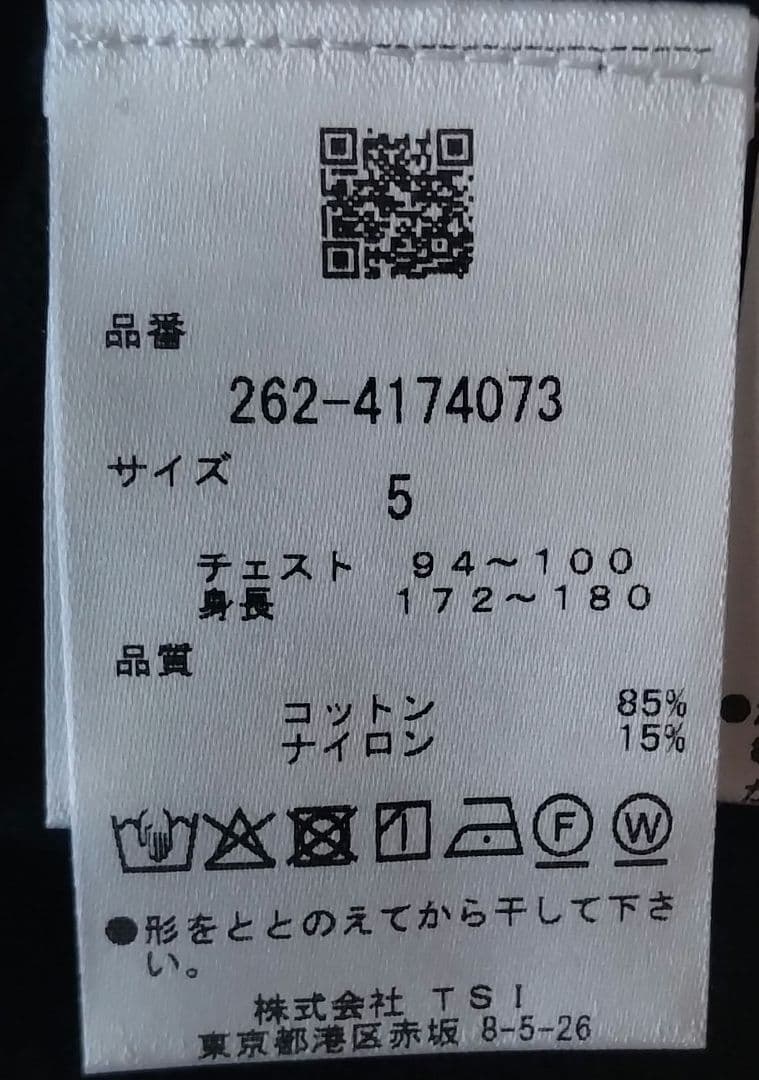 品番
262-4174073
サイズ
5
チェスト 94～100
身長 172～180
品質
コットン 85%
ナイロン 15%
F W
●形をととのえてから干して下さ
い。
株式会社 TSI
東京都港区赤坂 8-5-26